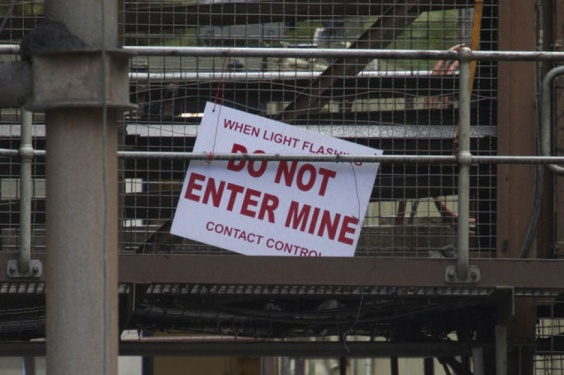 WHEN LIGHT FLASHING
DO NOT
ENTER MINE
CONTACT CONTROL